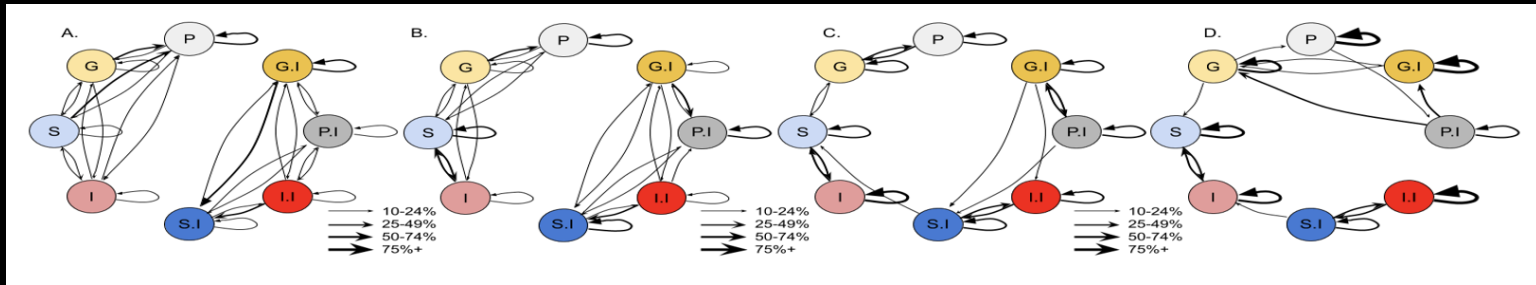 A.
P
G
G.I
S
P.I
I
I.I
S.I
10-24%
25-49%
50-74%
75%+
B.
P
G
G.I
S
P.I
I
I.I
S.I
10-24%
25-49%
50-74%
75%+
C.
P
G
G.I
S
P.I
I
I.I
S.I
10-24%
25-49%
50-74%
75%+
D.
P
G
G.I
S
P.I
I
I.I
S.I